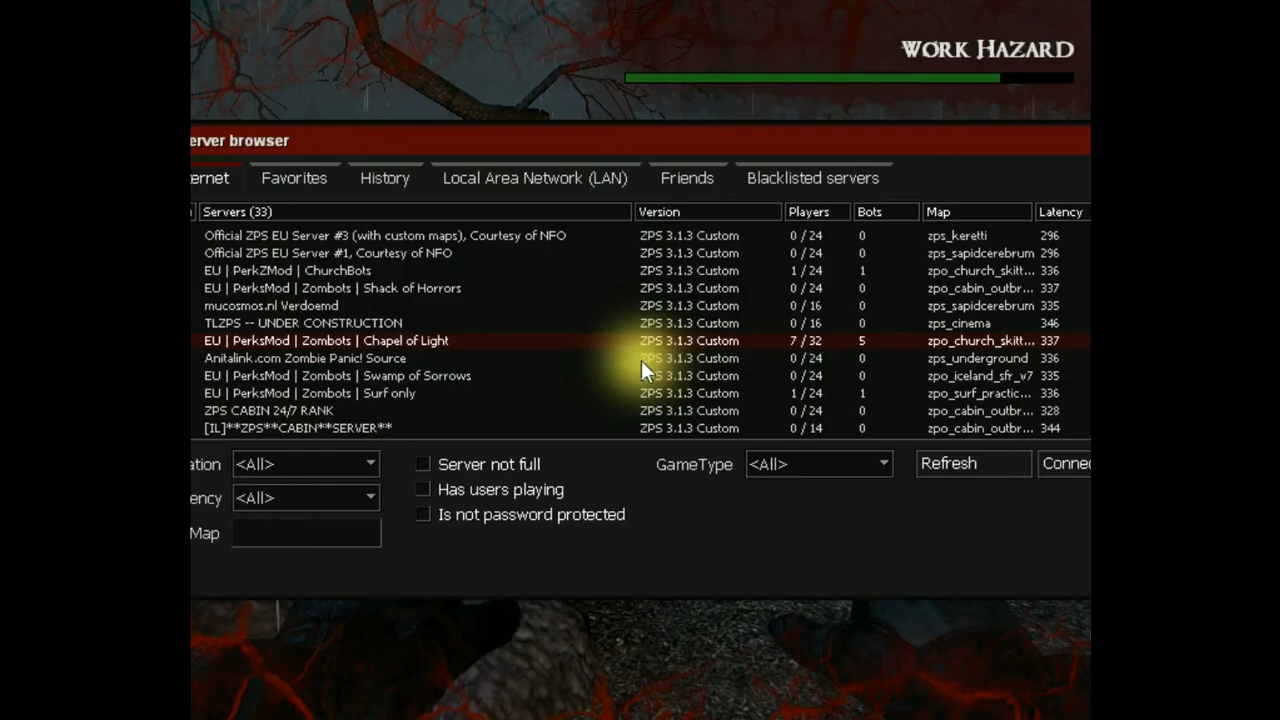 WORK HAZARD
erver browser
ernet Favorites History Local Area Network (LAN) Friends Blacklisted servers
Servers (33) Version Players Bots Map Latency
Official ZPS EU Server #3 (with custom maps), Courtesy of NFO ZPS 3.1.3 Custom 0 / 24 0 zps_keretti 296
Official ZPS EU Server #1, Courtesy of NFO ZPS 3.1.3 Custom 0 / 24 0 zps_sapidcerebrum 296
EU | PerkZMod | ChurchBots ZPS 3.1.3 Custom 1 / 24 1 zpo_church_skitt... 336
EU | PerksMod | Zombots | Shack of Horrors ZPS 3.1.3 Custom 0 / 24 0 zpo_cabin_outbr... 337
mucosmos.nl Verdoemd ZPS 3.1.3 Custom 0 / 16 0 zps_sapidcerebrum 335
TLZPS -- UNDER CONSTRUCTION ZPS 3.1.3 Custom 0 / 16 0 zps_cinema 346
EU | PerksMod | Zombots | Chapel of Light ZPS 3.1.3 Custom 7 / 32 5 zpo_church_skitt... 337
Anitalink.com Zombie Panic! Source ZPS 3.1.3 Custom 0 / 24 0 zps_underground 336
EU | PerksMod | Zombots | Swamp of Sorrows ZPS 3.1.3 Custom 0 / 24 0 zpo_iceland_sfr_v7 335
EU | PerksMod | Zombots | Surf only ZPS 3.1.3 Custom 1 / 24 1 zpo_surf_practic... 336
ZPS CABIN 24/7 RANK ZPS 3.1.3 Custom 0 / 24 0 zpo_cabin_outbr... 328
[IL]**ZPS**CABIN**SERVER** ZPS 3.1.3 Custom 0 / 14 0 zpo_cabin_outbr... 344
ation <All> Server not full GameType <All> Refresh Connec
ency <All> Has users playing
Map Is not password protected